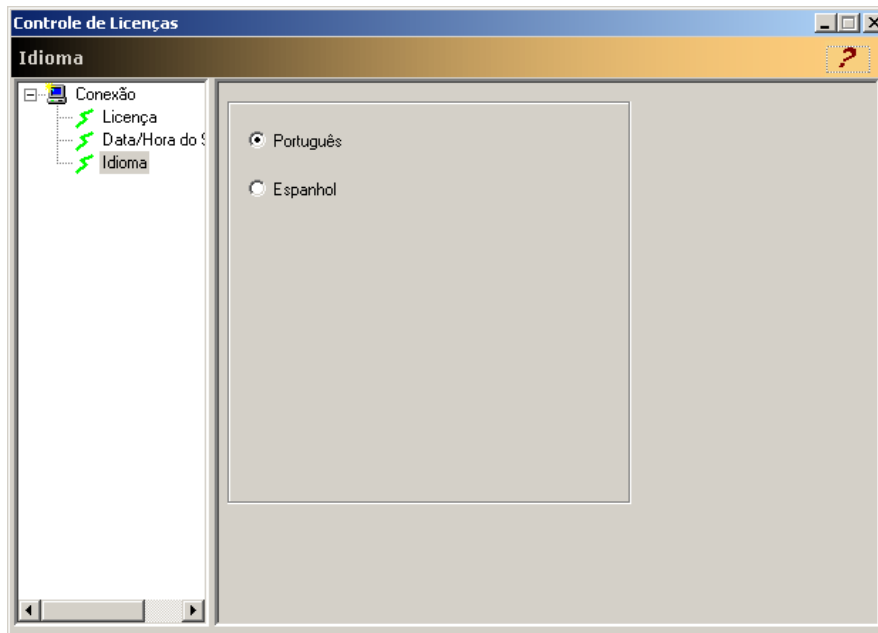 Controle de Licenças
Idioma
?
Conexão
Licença
Data/Hora do S
Idioma
Português
Espanhol